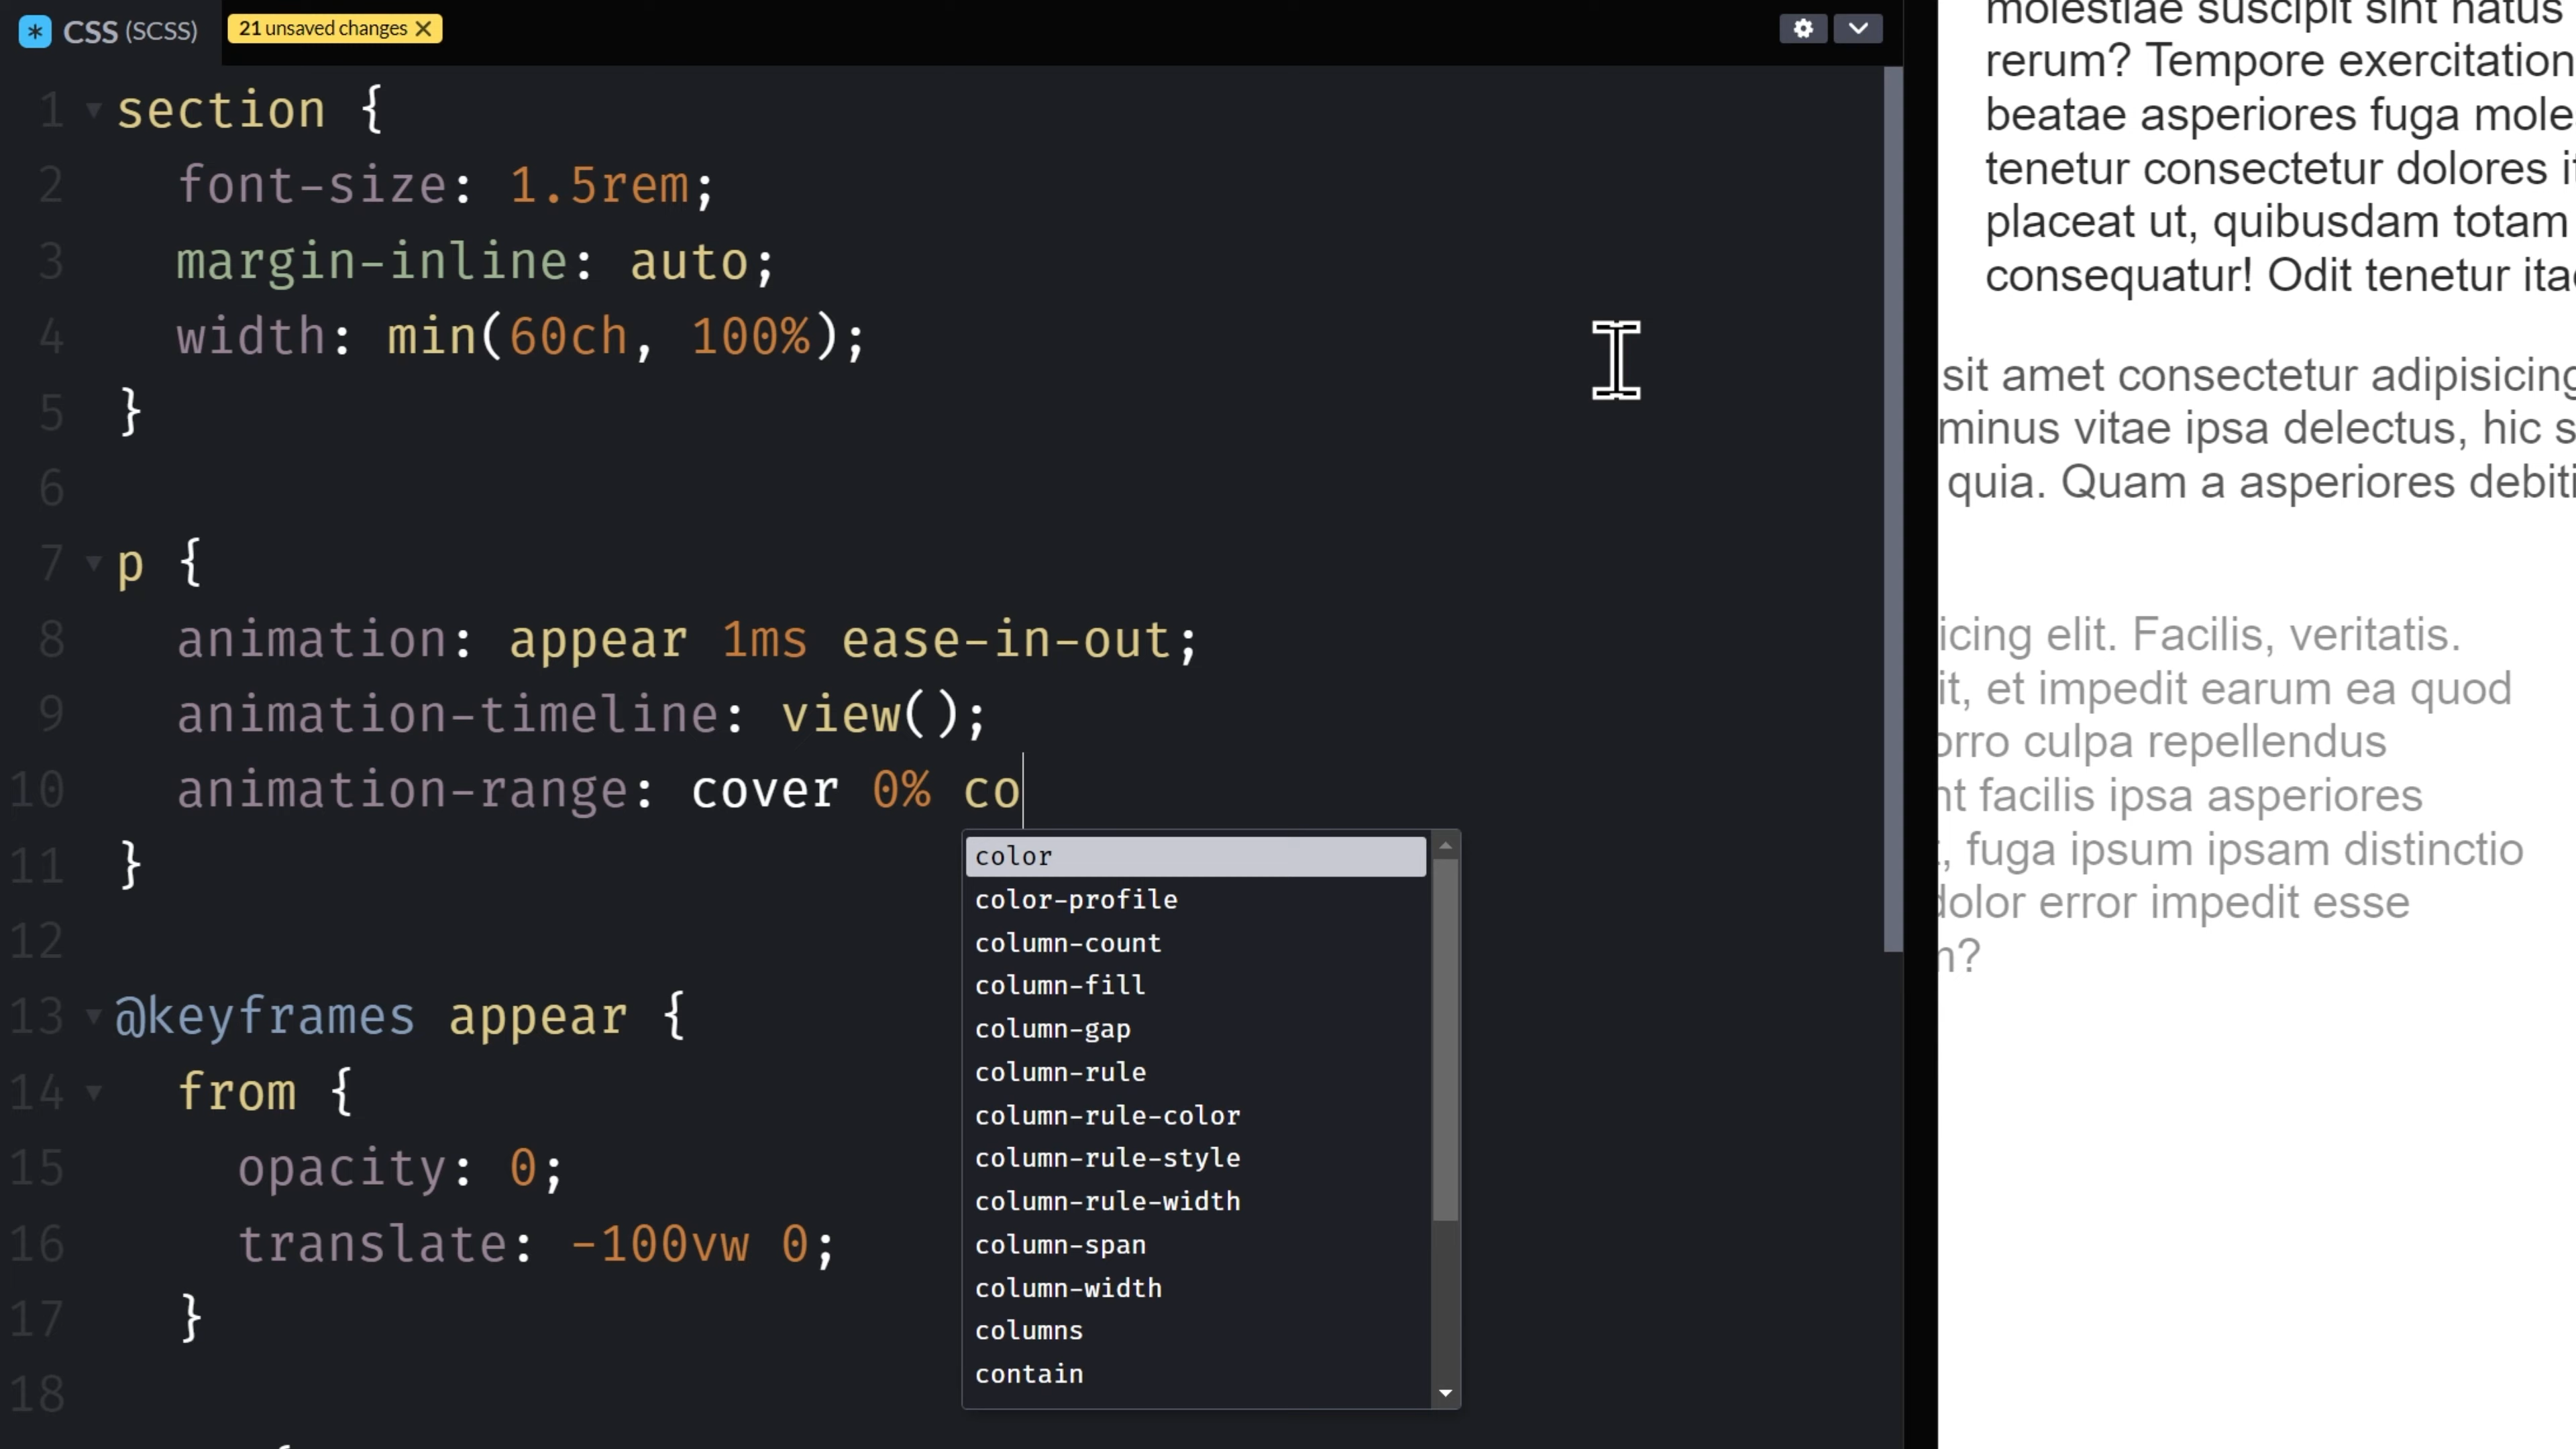 CSS (SCSS)
21 unsaved changes
1 section {
2 font-size: 1.5rem;
3 margin-inline: auto;
4 width: min(60ch, 100%);
5 }
6
7 p {
8 animation: appear 1ms ease-in-out;
9 animation-timeline: view();
10 animation-range: cover 0% co
11 }
12
13 @keyframes appear {
14 from {
15 opacity: 0;
16 translate: -100vw 0;
17 }
18
color
color-profile
column-count
column-fill
column-gap
column-rule
column-rule-color
column-rule-style
column-rule-width
column-span
column-width
columns
contain
molestiae suscipit sint natus
rerum? Tempore exercitation
beatae asperiores fuga mole
tenetur consectetur dolores i
placeat ut, quibusdam totam
consequatur! Odit tenetur ita
sit amet consectetur adipisicing
minus vitae ipsa delectus, hic s
quia. Quam a asperiores debiti
icing elit. Facilis, veritatis.
it, et impedit earum ea quod
orro culpa repellendus
nt facilis ipsa asperiores
, fuga ipsum ipsam distinctio
dolor error impedit esse
n?